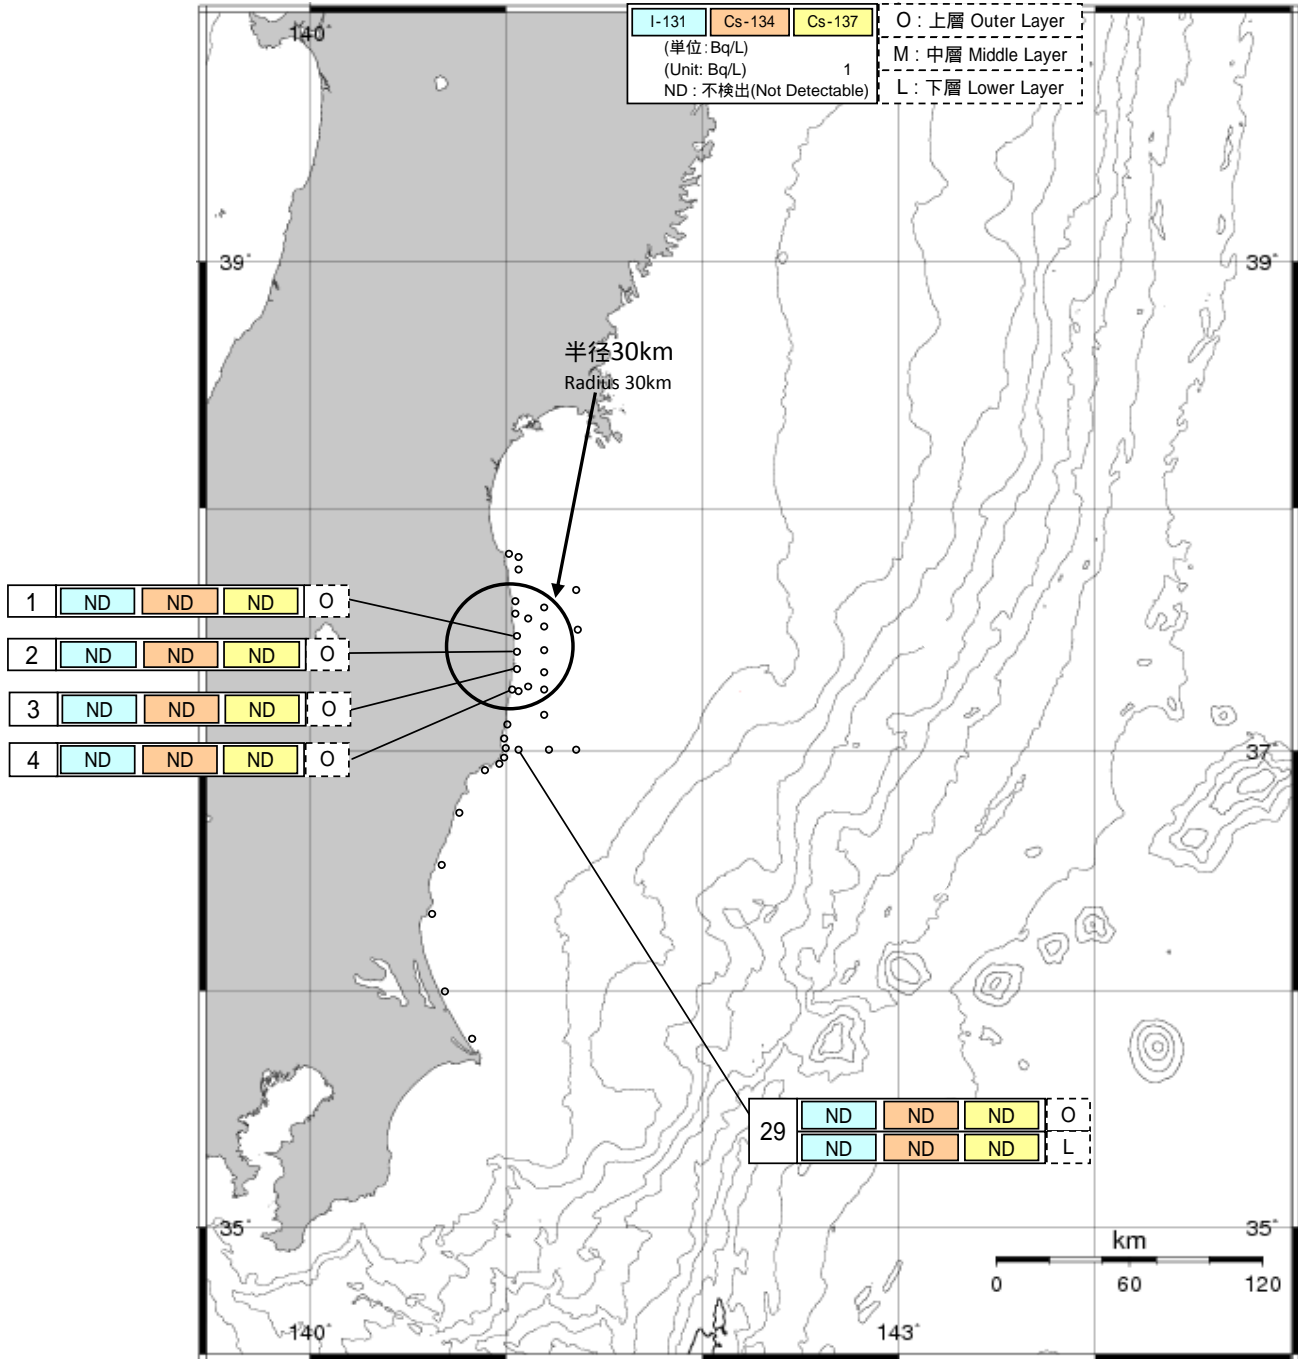 I-131 Cs-134 Cs-137
(単位:Bq/L)
(Unit: Bq/L) 1
ND : 不検出(Not Detectable)
O : 上層 Outer Layer
M : 中層 Middle Layer
L : 下層 Lower Layer
140°
39° 39°
半径30km
Radius 30km
1 ND ND ND O
2 ND ND ND O
3 ND ND ND O
4 ND ND ND O
37° 37°
29 ND ND ND O
ND ND ND L
35° 35°
km
0 60 120
140° 143°